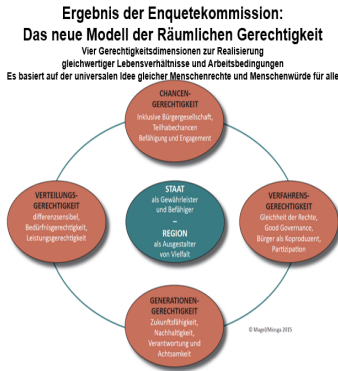 Ergebnis der Enquetekommission:
Das neue Modell der Räumlichen Gerechtigkeit
Vier Gerechtigkeitsdimensionen zur Realisierung
gleichwertiger Lebensverhältnisse und Arbeitsbedingungen
Es basiert auf der universalen Idee gleicher Menschenrechte und Menschenwürde für alle
CHANCEN-
GERECHTIGKEIT
Inklusive Bürgergesellschaft,
Teilhabechancen
Befähigung und Engagement
VERTEILUNGS-
GERECHTIGKEIT
differenzsensibel,
Bedürfnisgerechtigkeit,
Leistungsgerechtigkeit
STAAT
als Gewährleister
und Befähiger
–
REGION
als Ausgestalter
von Vielfalt
VERFAHRENS-
GERECHTIGKEIT
Gleichheit der Rechte,
Good Governance,
Bürger als Koproduzent,
Partizipation
GENERATIONEN-
GERECHTIGKEIT
Zukunftsfähigkeit,
Nachhaltigkeit,
Verantwortung und
Achtsamkeit
© Magel/Miosga 2015